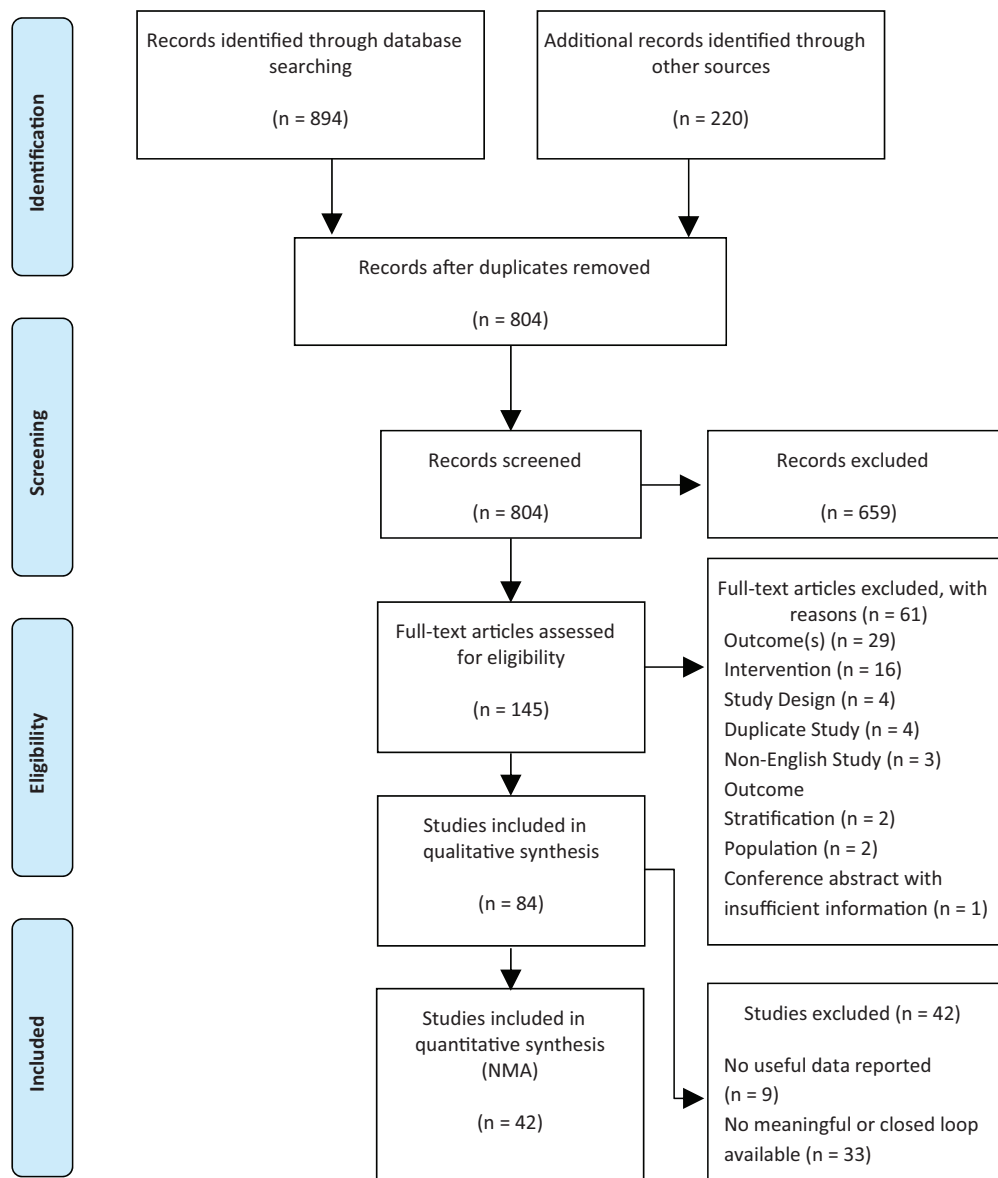 Identification
Records identified through database
searching
(n = 894)
Additional records identified through
other sources
(n = 220)
Records after duplicates removed
(n = 804)
Screening
Records screened
(n = 804)
Records excluded
(n = 659)
Eligibility
Full-text articles assessed
for eligibility
(n = 145)
Full-text articles excluded, with
reasons (n = 61)
Outcome(s) (n = 29)
Intervention (n = 16)
Study Design (n = 4)
Duplicate Study (n = 4)
Non-English Study (n = 3)
Outcome
Stratification (n = 2)
Population (n = 2)
Conference abstract with
insufficient information (n = 1)
Studies included in
qualitative synthesis
(n = 84)
Included
Studies included in
quantitative synthesis
(NMA)
(n = 42)
Studies excluded (n = 42)
No useful data reported
(n = 9)
No meaningful or closed loop
available (n = 33)